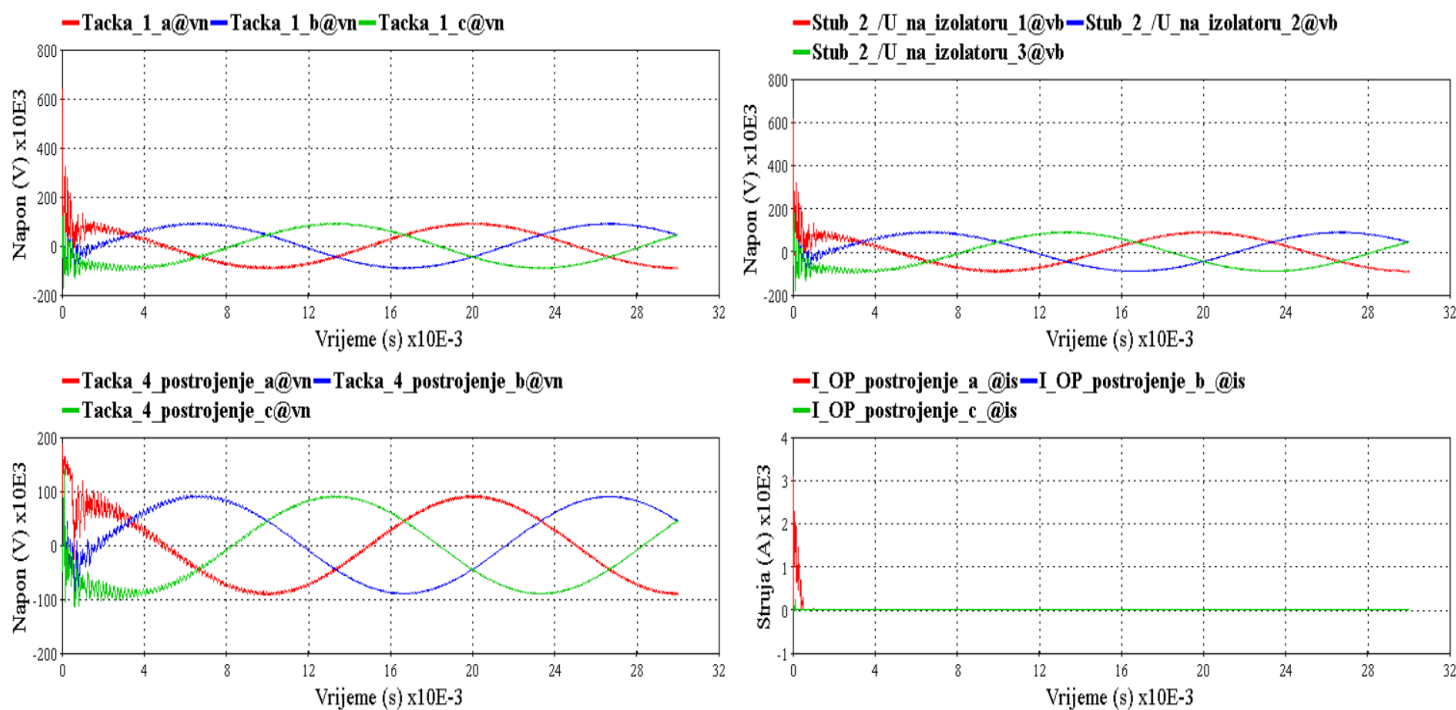 Tacka_1_a@vn Tacka_1_b@vn Tacka_1_c@vn
800
600
400
200
0
-200
Napon (V) x10E3
0 4 8 12 16 20 24 28 32
Vrijeme (s) x10E-3
Stub_2_/U_na_izolatoru_1@vb Stub_2_/U_na_izolatoru_2@vb
Stub_2_/U_na_izolatoru_3@vb
800
600
400
200
0
-200
Napon (V) x10E3
0 4 8 12 16 20 24 28 32
Vrijeme (s) x10E-3
Tacka_4_postrojenje_a@vn Tacka_4_postrojenje_b@vn
Tacka_4_postrojenje_c@vn
200
100
0
-100
-200
Napon (V) x10E3
0 4 8 12 16 20 24 28 32
Vrijeme (s) x10E-3
I_OP_postrojenje_a_@is I_OP_postrojenje_b_@is
I_OP_postrojenje_c_@is
4
3
2
1
0
-1
Struja (A) x10E3
0 4 8 12 16 20 24 28 32
Vrijeme (s) x10E-3